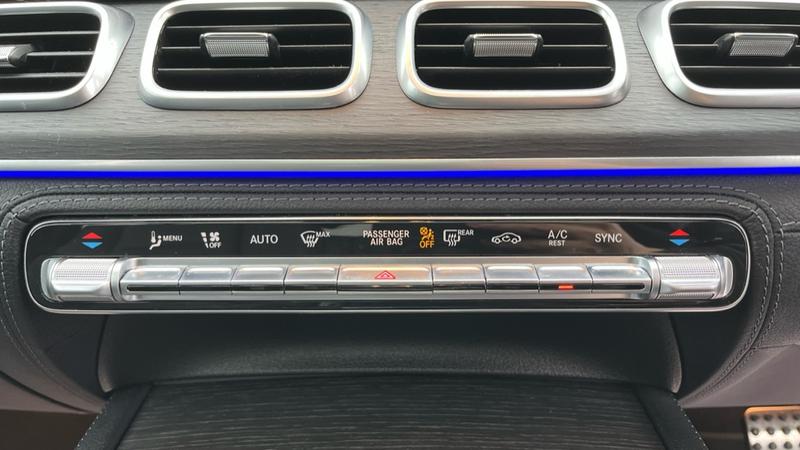 MENU
OFF
AUTO
MAX
PASSENGER
AIR BAG
OFF
REAR
A/C
REST
SYNC